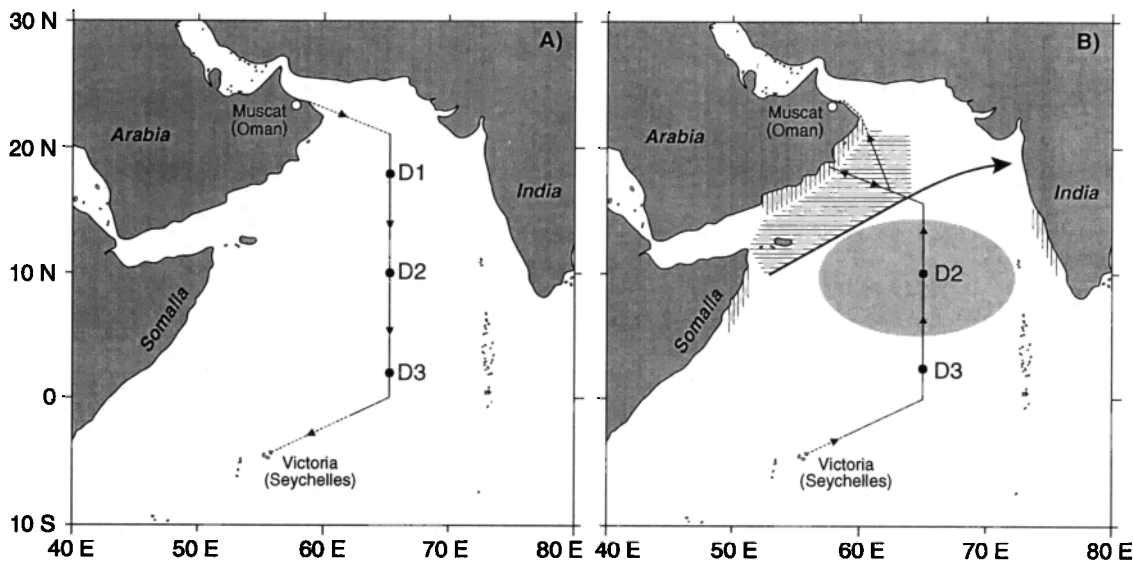 30 N
20 N
10 N
0
10 S
A)
Muscat
(Oman)
Arabia
D1
India
D2
Somalia
D3
Victoria
(Seychelles)
40 E
50 E
60 E
70 E
80 E
B)
Muscat
(Oman)
Arabia
India
D2
Somalia
D3
Victoria
(Seychelles)
40 E
50 E
60 E
70 E
80 E